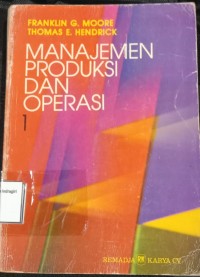 FRANKLIN G. MOORE
THOMAS E. HENDRICK
MANAJEMEN
PRODUKSI
DAN
OPERASI
1
REMADJA KARYA CV